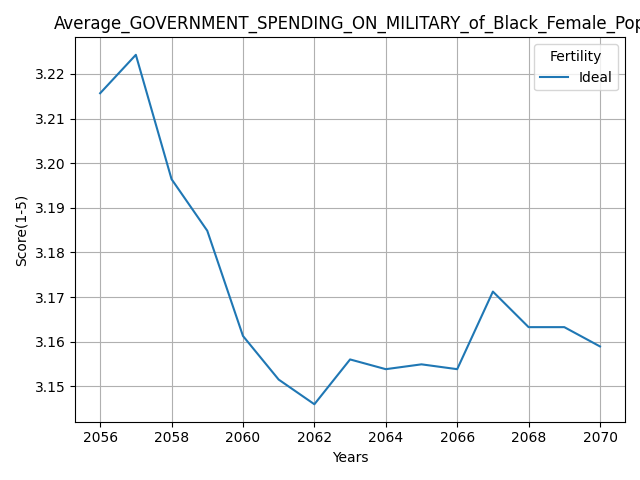 Average_GOVERNMENT_SPENDING_ON_MILITARY_of_Black_Female_Pop
Fertility
Ideal
3.22
3.21
3.20
3.19
3.18
3.17
3.16
3.15
Score(1-5)
2056 2058 2060 2062 2064 2066 2068 2070
Years